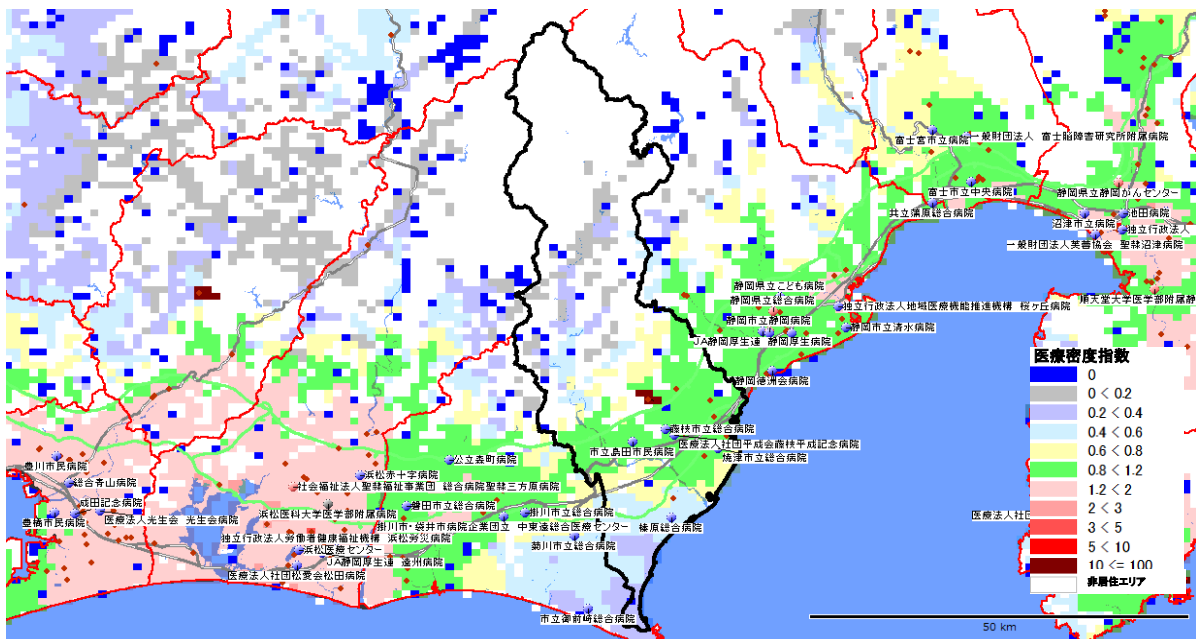 富士宮市立病院
一般財団法人 富士脳障害研究所附属病院
富士市立中央病院
静岡県立静岡がんセンター
共立蒲原総合病院
沼津市立病院
池田病院
独立行政法人
一般財団法人芙蓉協会 聖隷沼津病院
静岡県立こども病院
静岡県立総合病院
独立行政法人地域医療機能推進機構 桜ヶ丘病院
順天堂大学医学部附属静
静岡市立静岡病院
静岡市立清水病院
JA静岡厚生連 静岡厚生病院
静岡徳洲会病院
医療密度指数
0
0 < 0.2
0.2 < 0.4
0.4 < 0.6
0.6 < 0.8
0.8 < 1.2
1.2 < 2
2 < 3
3 < 5
5 < 10
10 <= 100
非居住エリア
藤枝市立総合病院
医療法人社団平成会藤枝平成記念病院
市立島田市民病院
焼津市立総合病院
公立森町病院
豊川市民病院
浜松赤十字病院
総合青山病院
社会福祉法人聖隷福祉事業団 総合病院聖隷三方原病院
成田記念病院
浜松医科大学医学部附属病院
磐田市立総合病院
掛川市立総合病院
豊橋市民病院
医療法人光生会 光生会病院
掛川市・袋井市病院企業団立 中東遠総合医療センター
榛原総合病院
医療法人社
独立行政法人労働者健康福祉機構 浜松労災病院
菊川市立総合病院
浜松医療センター
JA静岡厚生連 遠州病院
医療法人社団松愛会松田病院
市立御前崎総合病院
50 km